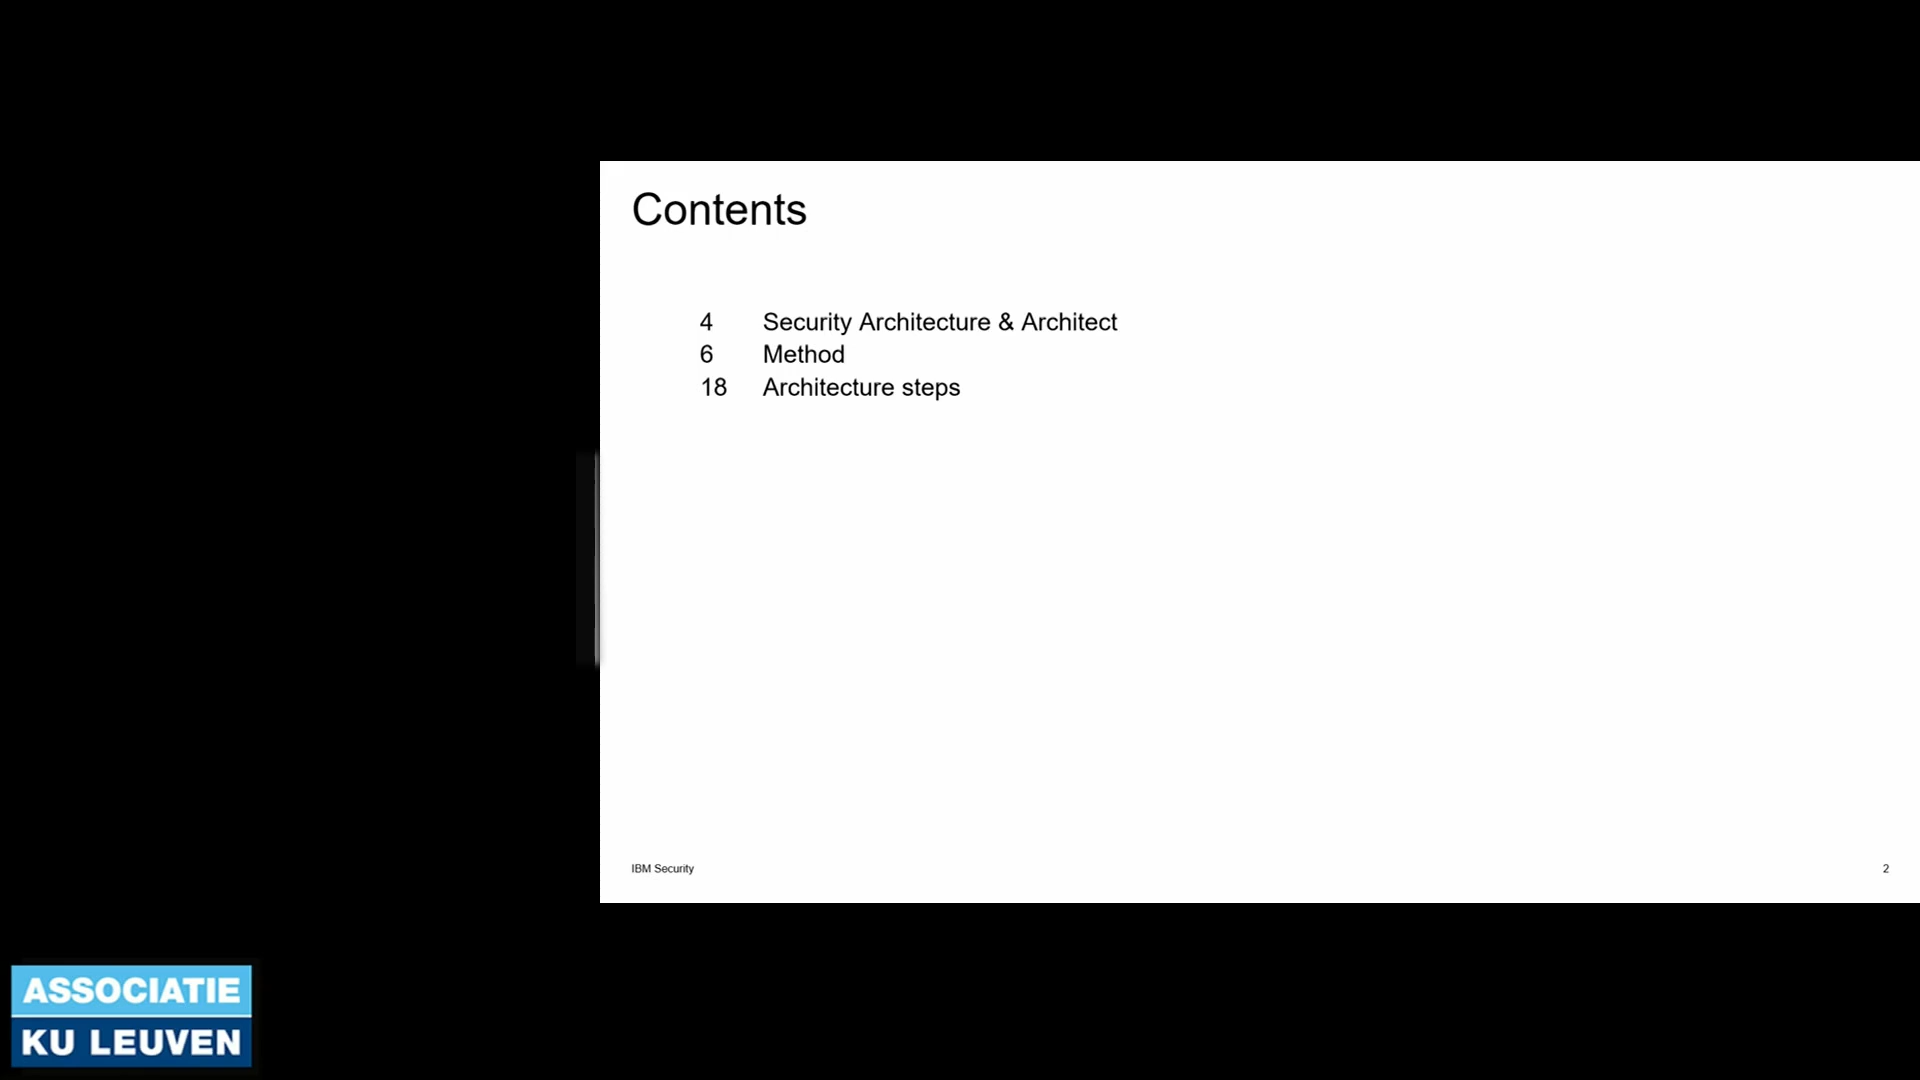 Contents
4 Security Architecture & Architect
6 Method
18 Architecture steps
IBM Security
2
ASSOCIATIE
KU LEUVEN